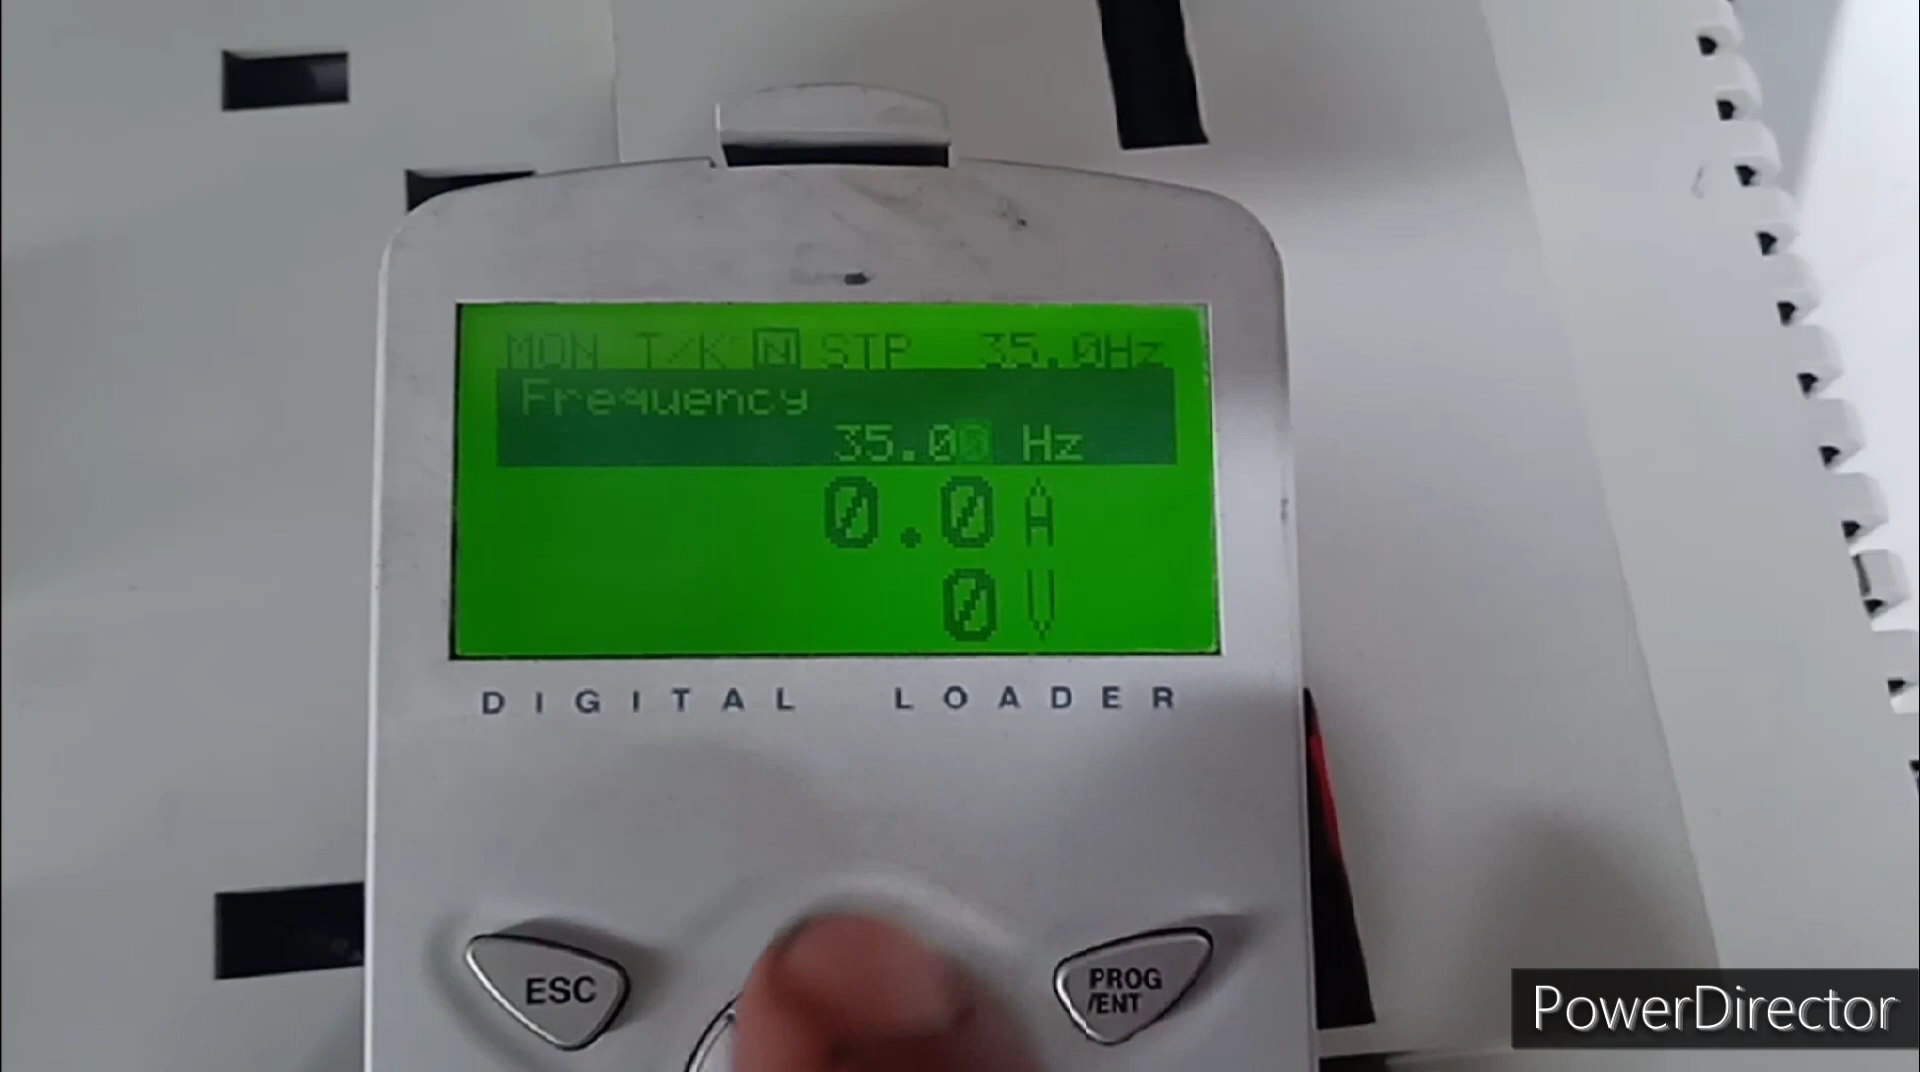 MON T/K N STP 35.0Hz
Frequency
35.00 Hz
0.0 A
0 V
DIGITAL LOADER
ESC
PROG
/ENT
PowerDirector